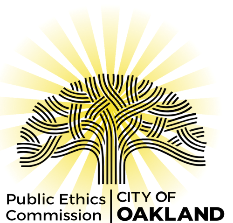 Public Ethics
Commission
CITY OF
OAKLAND